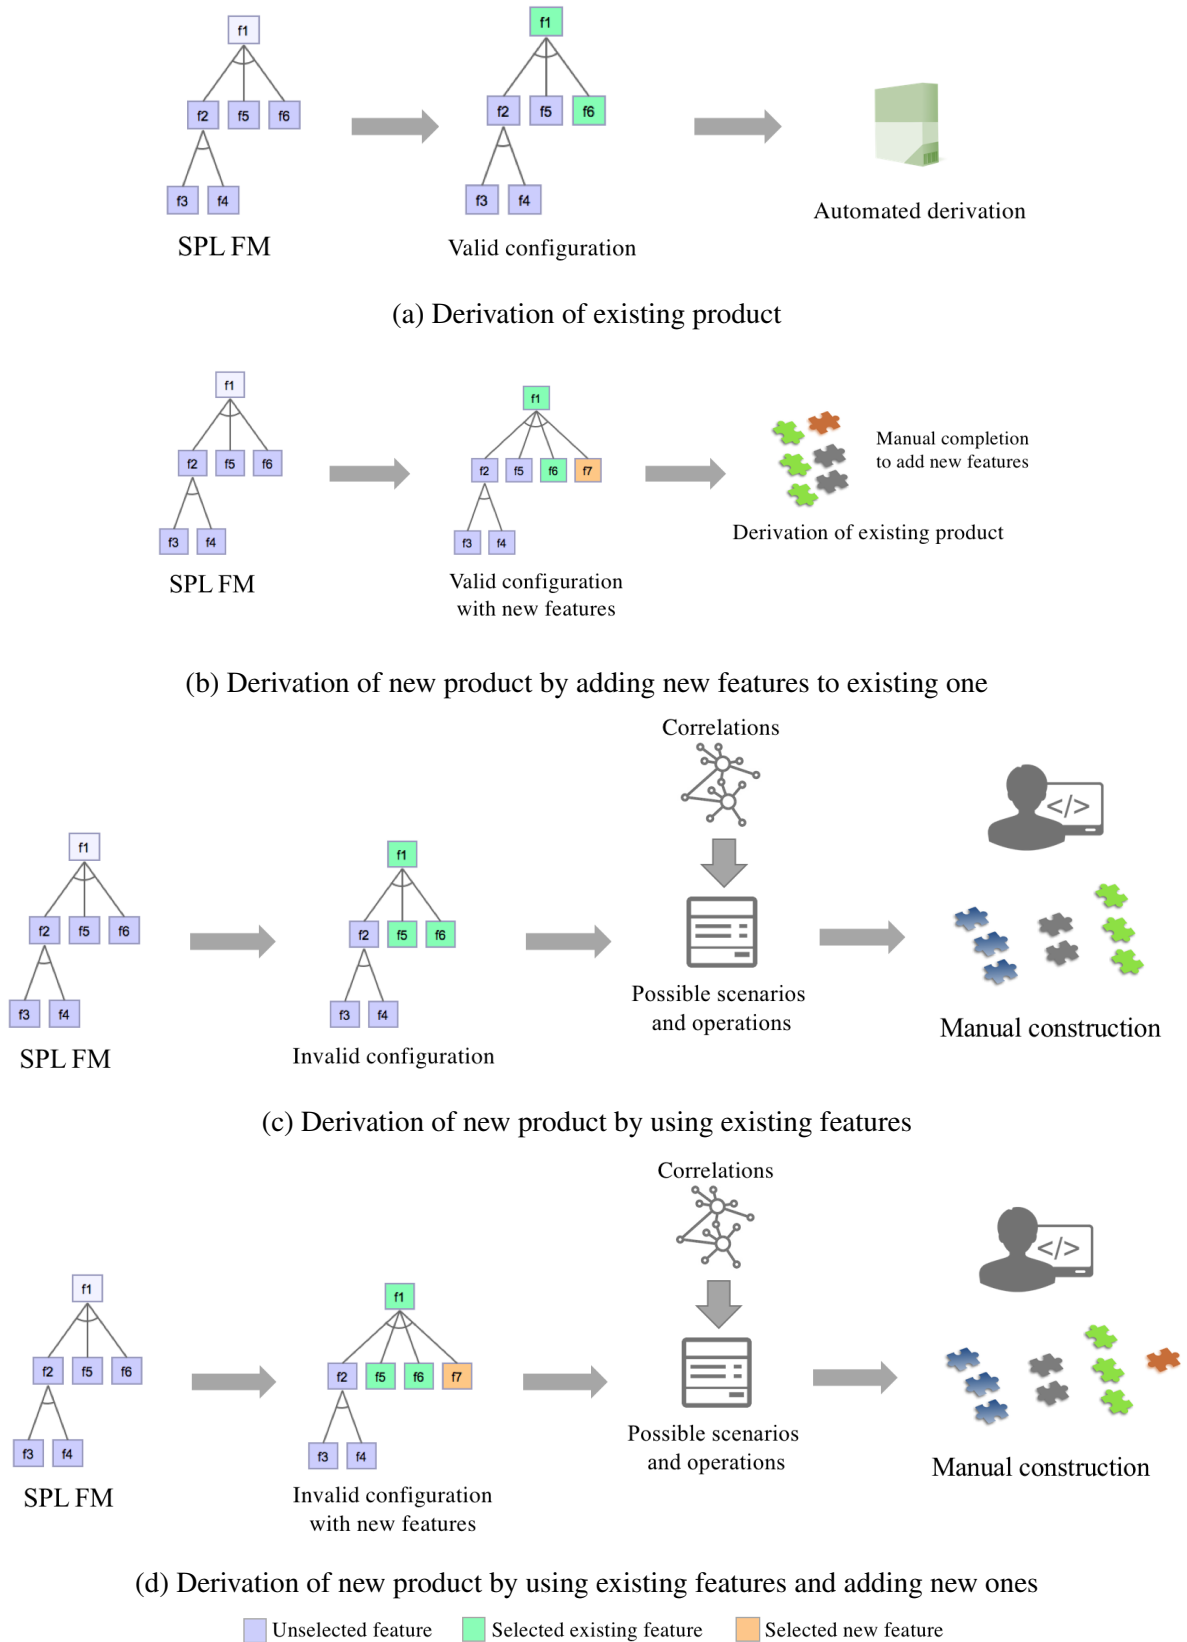 f1
f2 f5 f6
f3 f4
SPL FM
f1
f2 f5 f6
f3 f4
Valid configuration
Automated derivation
(a) Derivation of existing product
f1
f2 f5 f6
f3 f4
SPL FM
f1
f2 f5 f6 f7
f3 f4
Valid configuration
with new features
Manual completion
to add new features
Derivation of existing product
(b) Derivation of new product by adding new features to existing one
f1
f2 f5 f6
f3 f4
SPL FM
f1
f2 f5 f6
f3 f4
Invalid configuration
Correlations
Possible scenarios
and operations
</>
Manual construction
(c) Derivation of new product by using existing features
f1
f2 f5 f6
f3 f4
SPL FM
f1
f2 f5 f6 f7
f3 f4
Invalid configuration
with new features
Correlations
Possible scenarios
and operations
</>
Manual construction
(d) Derivation of new product by using existing features and adding new ones
Unselected feature Selected existing feature Selected new feature